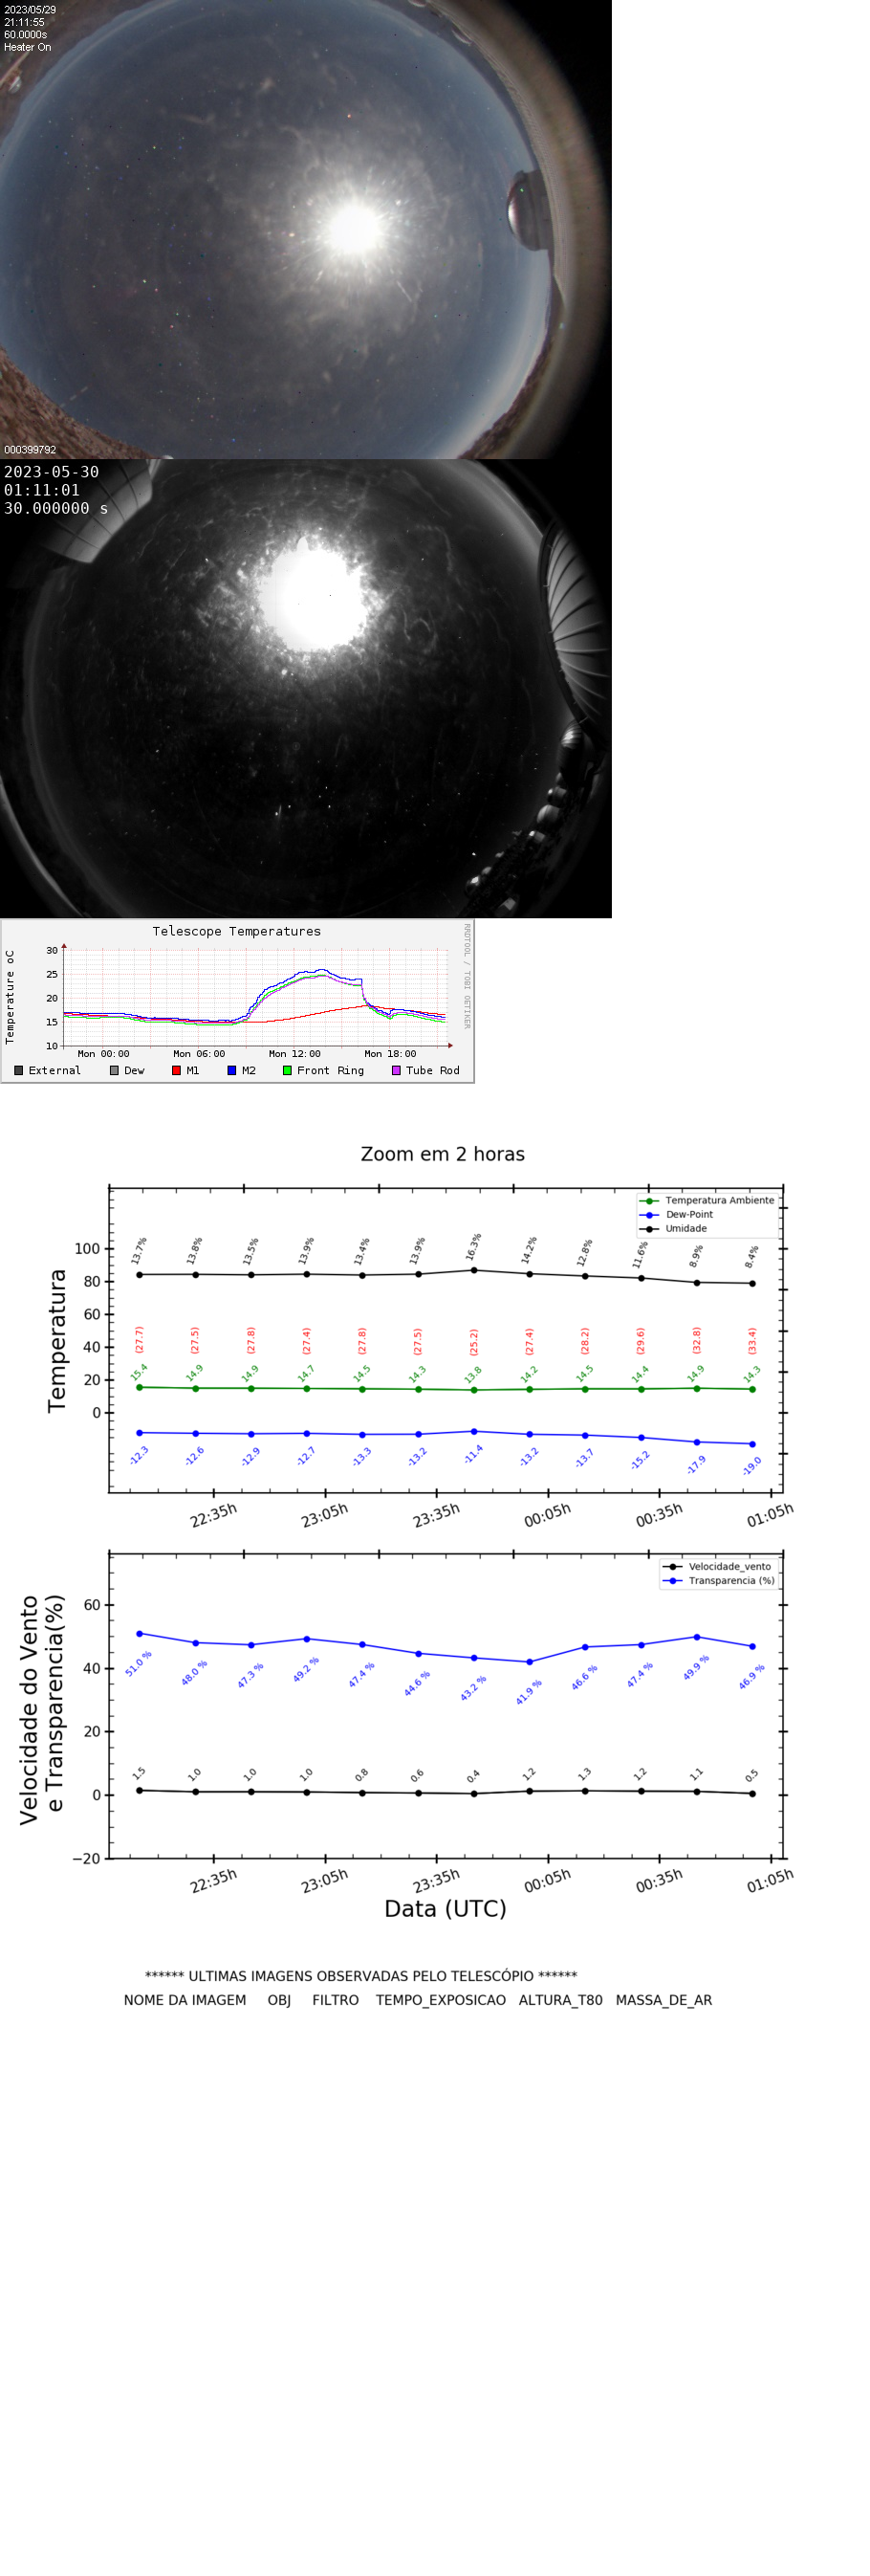 2023/05/29
21:11:55
60.0000s
Heater On
000399792
2023-05-30
01:11:01
30.000000 s
Telescope Temperatures
RRDTOOL / TOBI OETIKER
Temperature oC
30
25
20
15
10
Mon 00:00 Mon 06:00 Mon 12:00 Mon 18:00
External Dew M1 M2 Front Ring Tube Rod
Zoom em 2 horas
Temperatura Ambiente
Dew-Point
Umidade
Temperatura
100
80
60
40
20
0
13.7% 13.8% 13.5% 13.9% 13.4% 13.9% 16.3% 14.2% 12.8% 11.6% 8.9% 8.4%
(27.7) (27.5) (27.8) (27.4) (27.8) (27.5) (25.2) (27.4) (28.2) (29.6) (32.8) (33.4)
15.4 14.9 14.9 14.7 14.5 14.3 13.8 14.2 14.5 14.4 14.9 14.3
-12.3 -12.6 -12.9 -12.7 -13.3 -13.2 -11.4 -13.2 -13.7 -15.2 -17.9 -19.0
22:35h 23:05h 23:35h 00:05h 00:35h 01:05h
Velocidade_vento
Transparencia (%)
Velocidade do Vento
e Transparencia(%)
60
40
20
0
−20
51.0 % 48.0 % 47.3 % 49.2 % 47.4 % 44.6 % 43.2 % 41.9 % 46.6 % 47.4 % 49.9 % 46.9 %
1.5 1.0 1.0 1.0 0.8 0.6 0.4 1.2 1.3 1.2 1.1 0.5
22:35h 23:05h 23:35h 00:05h 00:35h 01:05h
Data (UTC)
****** ULTIMAS IMAGENS OBSERVADAS PELO TELESCÓPIO ******
NOME DA IMAGEM OBJ FILTRO TEMPO_EXPOSICAO ALTURA_T80 MASSA_DE_AR